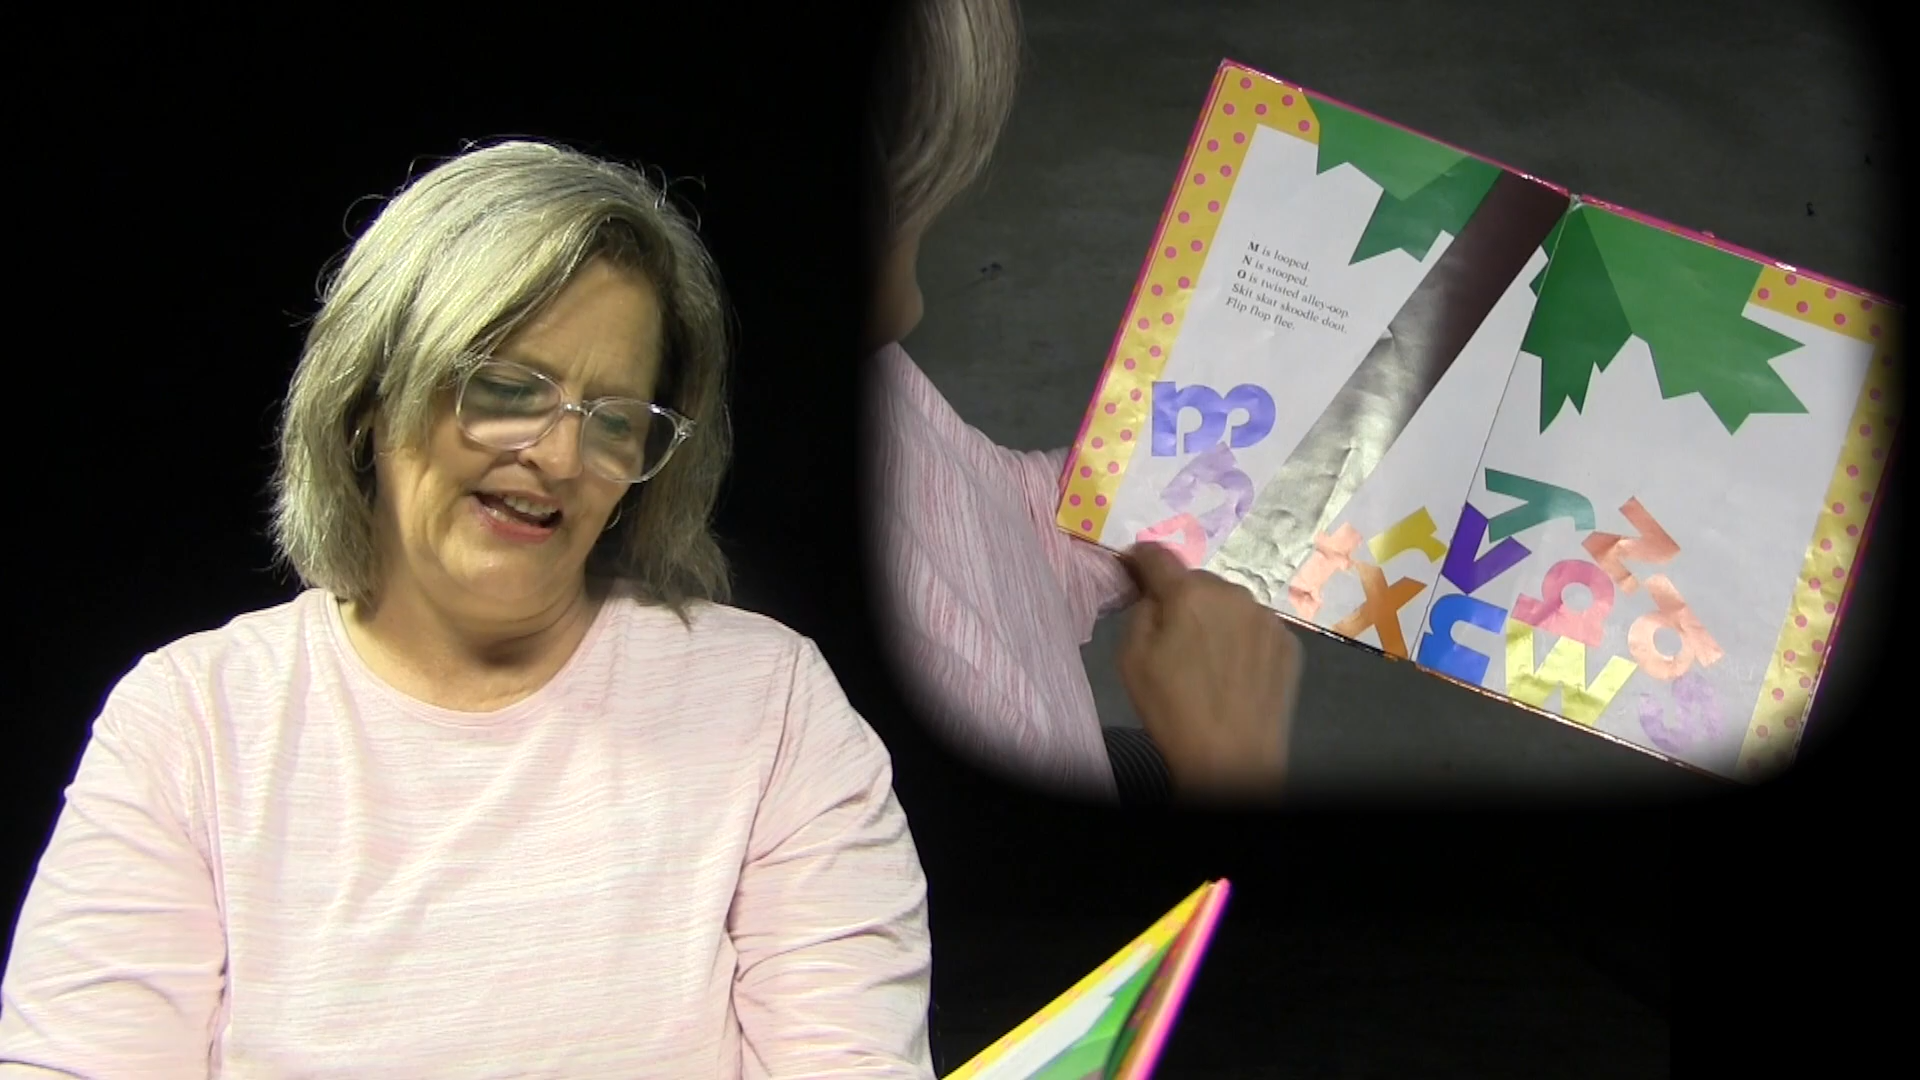 M is looped.
N is stooped.
O is twisted alley-oop.
Skit skat skoodle doot.
Flip flop flee.
m
n
o
r
y
z
v
q
t
x
p
u
w
s